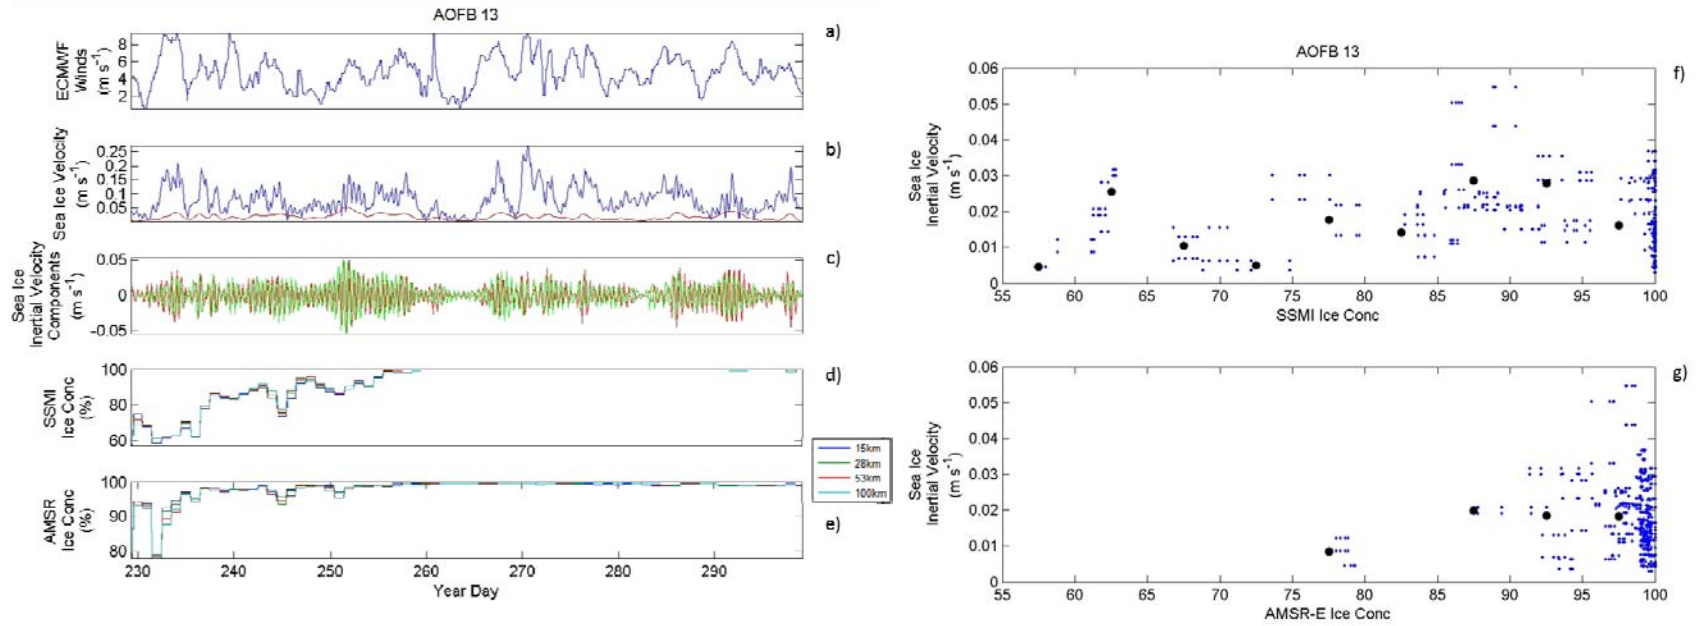 AOFB 13
a)
ECMWF
Winds
(m s⁻¹)
8
6
4
2
b)
Sea Ice Velocity
(m s⁻¹)
0.25
0.2
0.15
0.1
0.05
c)
Sea Ice
Inertial Velocity
Components
(m s⁻¹)
0.05
0
-0.05
d)
SSMI
Ice Conc
(%)
100
80
60
15km
28km
53km
100km
e)
AMSR
Ice Conc
(%)
100
90
80
230 240 250 260 270 280 290
Year Day
AOFB 13
f)
Sea Ice
Inertial Velocity
(m s⁻¹)
0.06
0.05
0.04
0.03
0.02
0.01
0
55 60 65 70 75 80 85 90 95 100
SSMI Ice Conc
g)
Sea Ice
Inertial Velocity
(m s⁻¹)
0.06
0.05
0.04
0.03
0.02
0.01
0
55 60 65 70 75 80 85 90 95 100
AMSR-E Ice Conc